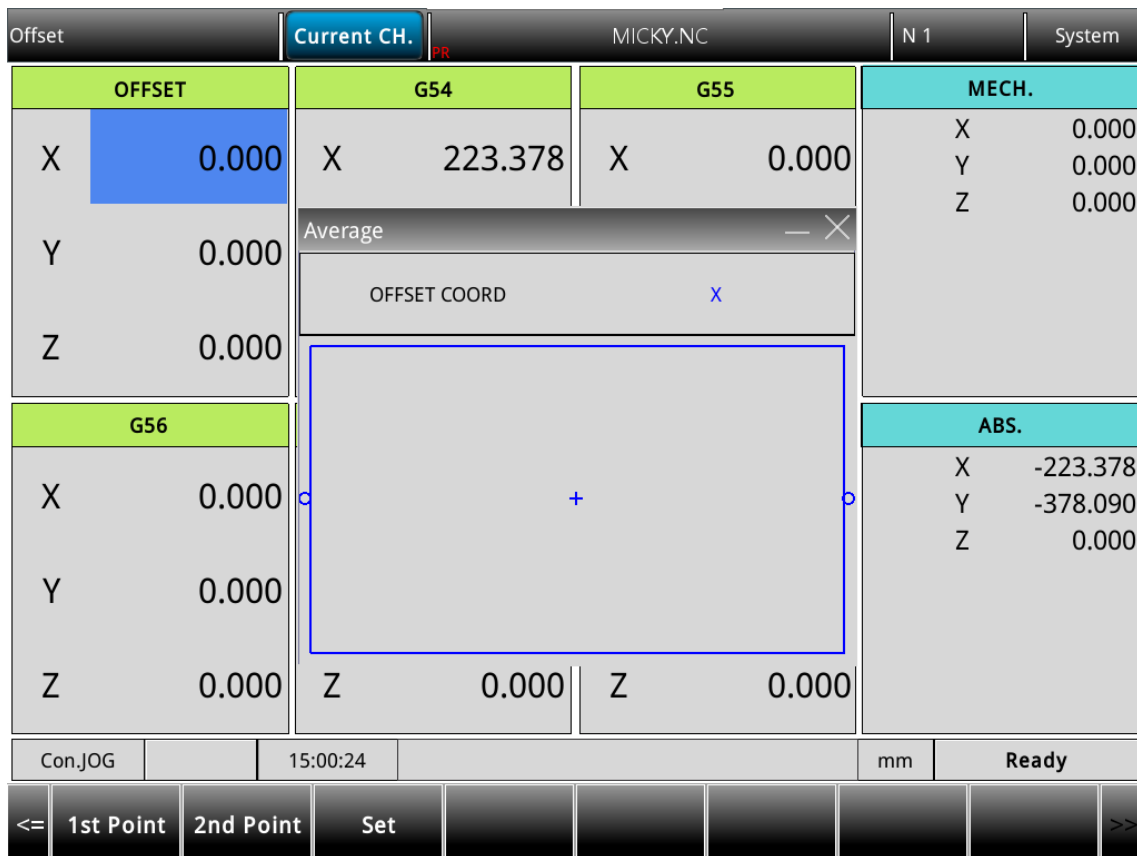 Offset Current CH. PR MICKY.NC N 1 System
OFFSET G54 G55 MECH.
X 0.000 X 223.378 X 0.000 X 0.000
Y 0.000
Z 0.000
Average
Y 0.000
OFFSET COORD X
Z 0.000
G56 ABS.
X -223.378
X 0.000 Y -378.090
Z 0.000
Y 0.000
Z 0.000 Z 0.000 Z 0.000
Con.JOG 15:00:24 mm Ready
<= 1st Point 2nd Point Set >>